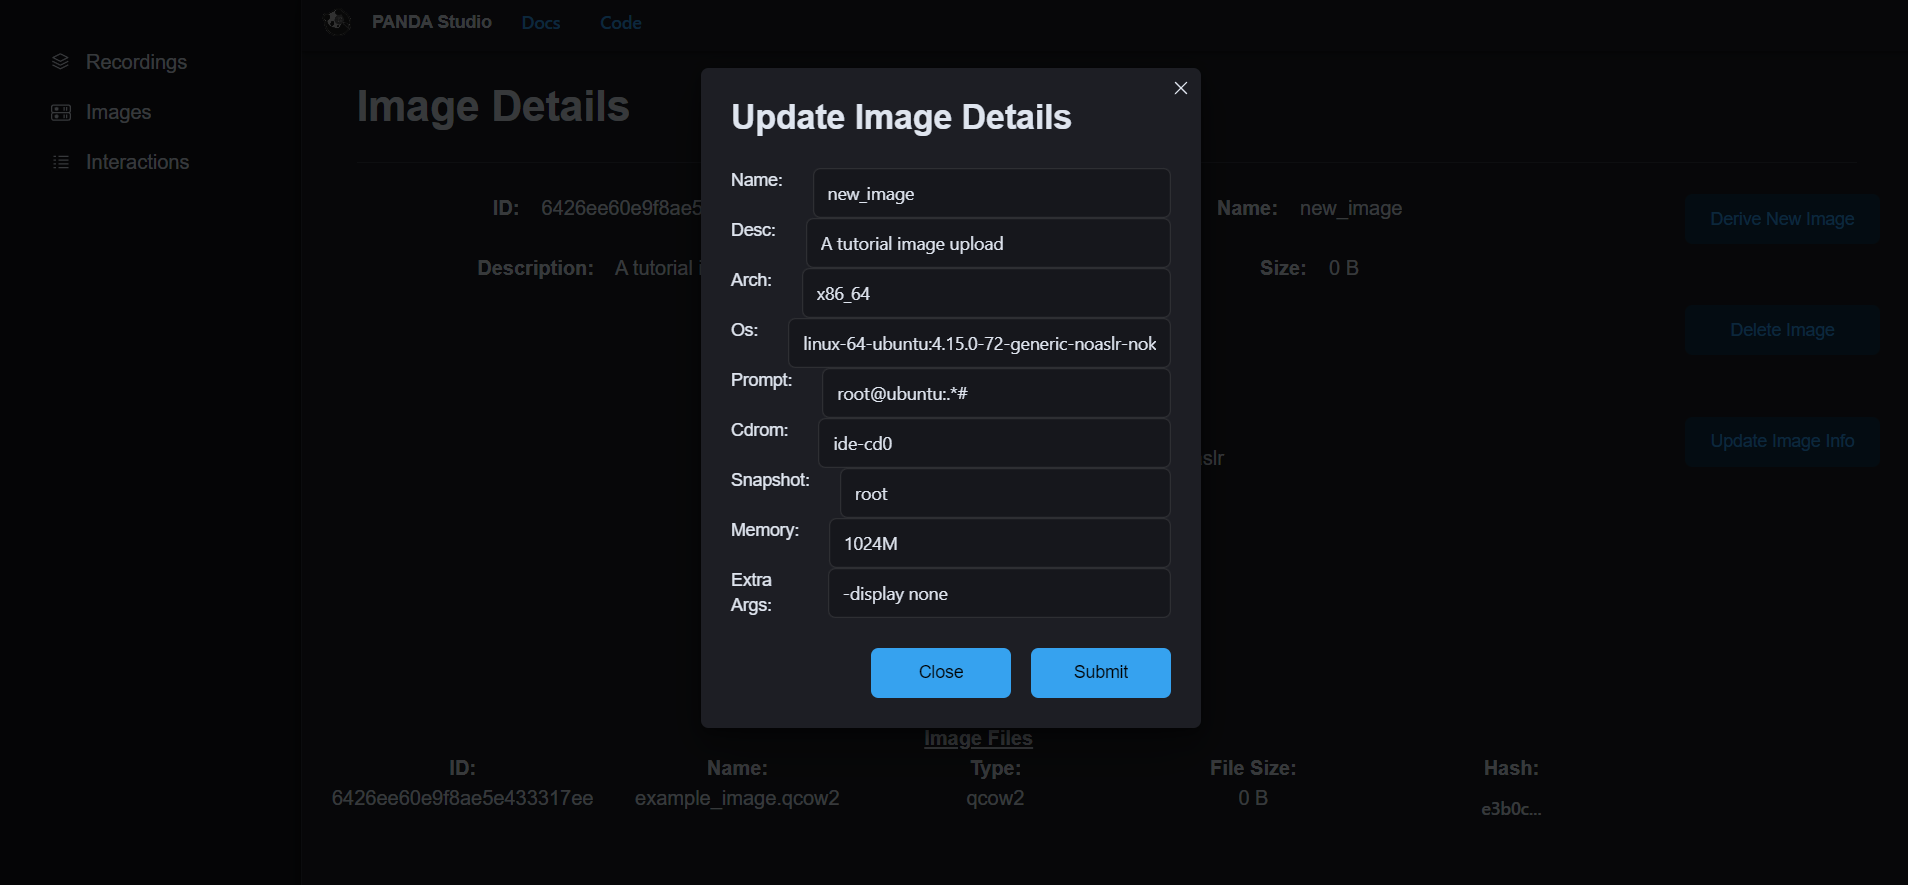 PANDA Studio Docs Code
Recordings
Images
Interactions
Image Details
Update Image Details
ID: 6426ee60e9f8ae5
Name: new_image
Description: A tutorial i
Size: 0 B
Derive New Image
Delete Image
Update Image Info
aslr
Name: new_image
Desc: A tutorial image upload
Arch: x86_64
Os: linux-64-ubuntu:4.15.0-72-generic-noaslr-nok
Prompt: root@ubuntu:.*#
Cdrom: ide-cd0
Snapshot: root
Memory: 1024M
Extra
Args: -display none
Close Submit
Image Files
ID: Name: Type: File Size: Hash:
6426ee60e9f8ae5e433317ee example_image.qcow2 qcow2 0 B e3b0c...